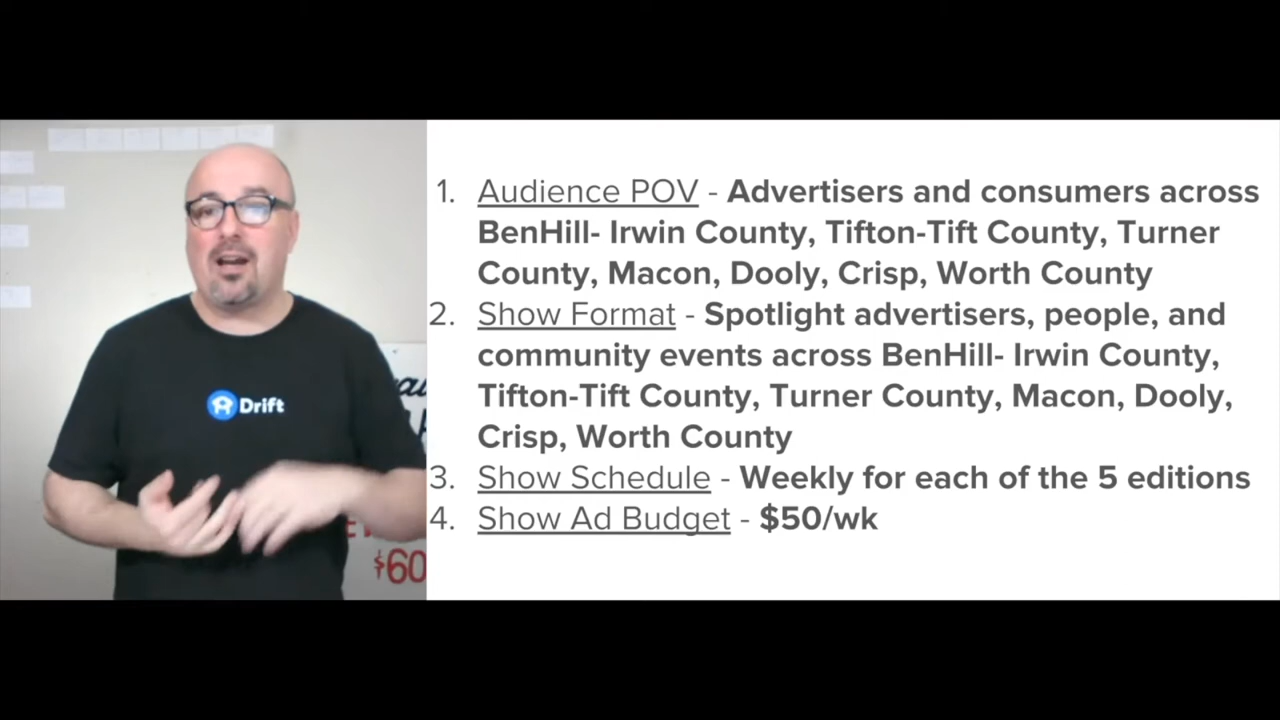 1. Audience POV - Advertisers and consumers across
BenHill- Irwin County, Tifton-Tift County, Turner
County, Macon, Dooly, Crisp, Worth County
2. Show Format - Spotlight advertisers, people, and
community events across BenHill- Irwin County,
Tifton-Tift County, Turner County, Macon, Dooly,
Crisp, Worth County
3. Show Schedule - Weekly for each of the 5 editions
4. Show Ad Budget - $50/wk
Drift
$60